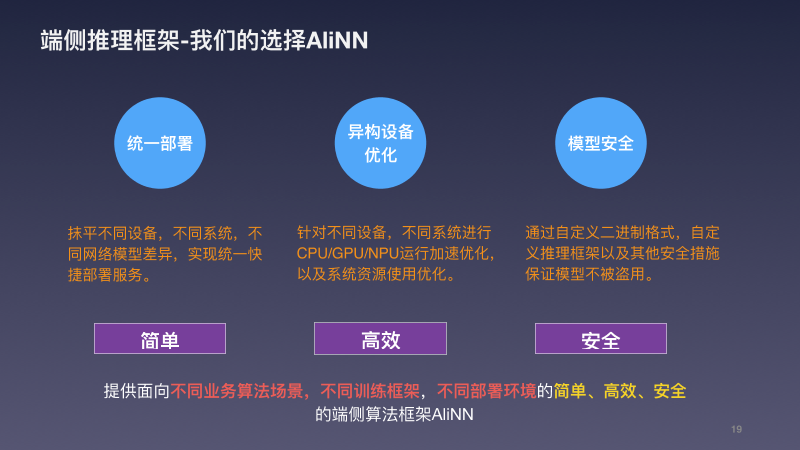 端侧推理框架-我们的选择AliNN
统一部署
异构设备
优化
模型安全
抹平不同设备，不同系统，不
同网络模型差异，实现统一快
捷部署服务。
针对不同设备，不同系统进行
CPU/GPU/NPU运行加速优化，
以及系统资源使用优化。
通过自定义二进制格式，自定
义推理框架以及其他安全措施
保证模型不被盗用。
简单
高效
安全
提供面向不同业务算法场景，不同训练框架，不同部署环境的简单、高效、安全
的端侧算法框架AliNN
19